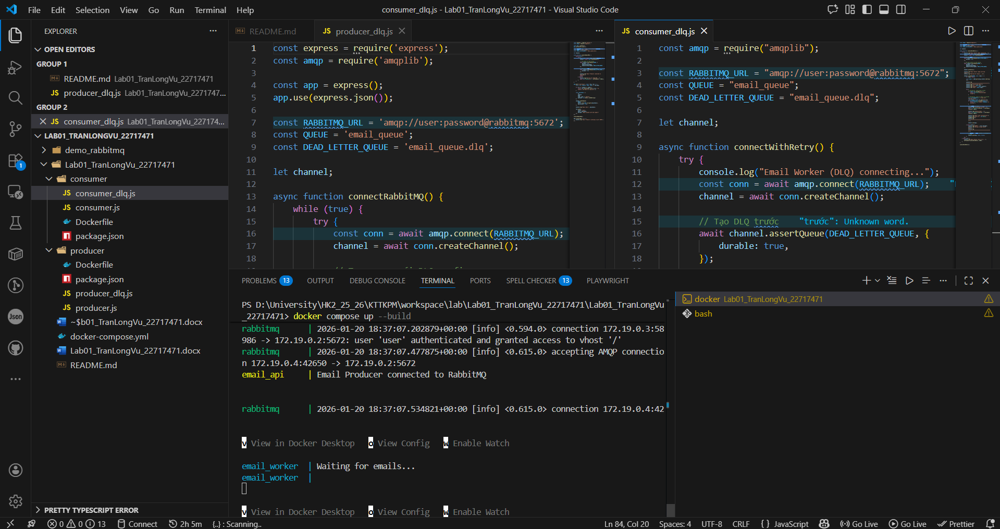 File Edit Selection View Go Run Terminal Help
consumer_dlq.js - Lab01_TranLongVu_22717471 - Visual Studio Code
EXPLORER
OPEN EDITORS
GROUP 1
README.md Lab01_TranLongVu_22717471
JS producer_dlq.js Lab01_TranLongVu_2271747...
GROUP 2
JS consumer_dlq.js Lab01_TranLongVu_227174...
LAB01_TRANLONGVU_22717471
demo_rabbitmq
Lab01_TranLongVu_22717471
consumer
JS consumer_dlq.js
JS consumer.js
Dockerfile
package.json
producer
Dockerfile
package.json
JS producer_dlq.js
JS producer.js
~$b01_TranLongVu_22717471.docx
docker-compose.yml
Lab01_TranLongVu_22717471.docx
README.md
PRETTY TYPESCRIPT ERROR
1
Json
README.md
JS producer_dlq.js
1 const express = require('express');
2 const amqp = require('amqplib');
3
4 const app = express();
5 app.use(express.json());
6
7 const RABBITMQ_URL = 'amqp://user:password@rabbitmq:5672';
8 const QUEUE = 'email_queue';
9 const DEAD_LETTER_QUEUE = 'email_queue.dlq';
10
11 let channel;
12
13 async function connectRabbitMQ() {
14 while (true) {
15 try {
16 const conn = await amqp.connect(RABBITMQ_URL);
17 channel = await conn.createChannel();
18
JS consumer_dlq.js
1 const amqp = require("amqplib");
2
3 const RABBITMQ_URL = "amqp://user:password@rabbitmq:5672";
4 const QUEUE = "email_queue";
5 const DEAD_LETTER_QUEUE = "email_queue.dlq";
6
7 let channel;
8
9 async function connectWithRetry() {
10 try {
11 console.log("Email Worker (DLQ) connecting...");
12 const conn = await amqp.connect(RABBITMQ_URL); "
13 channel = await conn.createChannel();
14
15 // Tạo DLQ trước "trước": Unknown word.
16 await channel.assertQueue(DEAD_LETTER_QUEUE, {
17 durable: true,
18 });
PROBLEMS 13 OUTPUT DEBUG CONSOLE TERMINAL PORTS SPELL CHECKER 13 PLAYWRIGHT
PS D:\University\HK2_25_26\KTTKPM\workspace\lab\Lab01_TranLongVu_22717471\Lab01_TranLongVu
_22717471> docker compose up --build
rabbitmq | 2026-01-20 18:37:07.202879+00:00 [info] <0.594.0> connection 172.19.0.3:58
986 -> 172.19.0.2:5672: user 'user' authenticated and granted access to vhost '/'
rabbitmq | 2026-01-20 18:37:07.477875+00:00 [info] <0.615.0> accepting AMQP connectio
n 172.19.0.4:42650 -> 172.19.0.2:5672
email_api | Email Producer connected to RabbitMQ
rabbitmq | 2026-01-20 18:37:07.534821+00:00 [info] <0.615.0> connection 172.19.0.4:42
v View in Docker Desktop o View Config w Enable Watch
email_worker | Waiting for emails...
email_worker |
v View in Docker Desktop o View Config w Enable Watch
docker Lab01_TranLongVu_22717471
bash
0 0 13 Connect 2h 5m {..} : Scanning.. Ln 84, Col 20 Spaces: 4 UTF-8 CRLF { } JavaScript Go Live Go Live Prettier